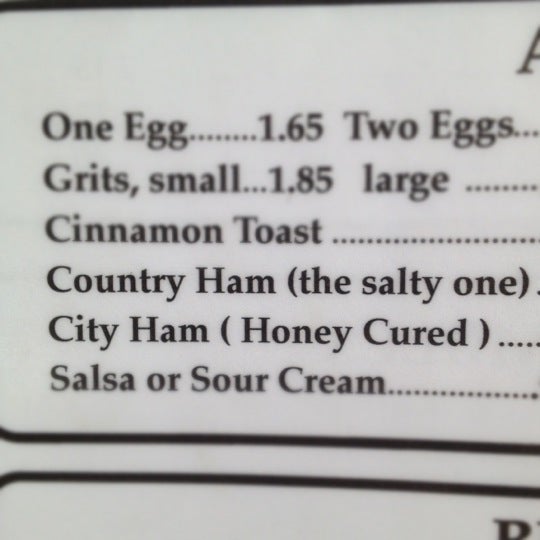 One Egg........1.65 Two Eggs...
Grits, small...1.85 large .........
Cinnamon Toast ........................
Country Ham (the salty one) .
City Ham ( Honey Cured ) .....
Salsa or Sour Cream.................